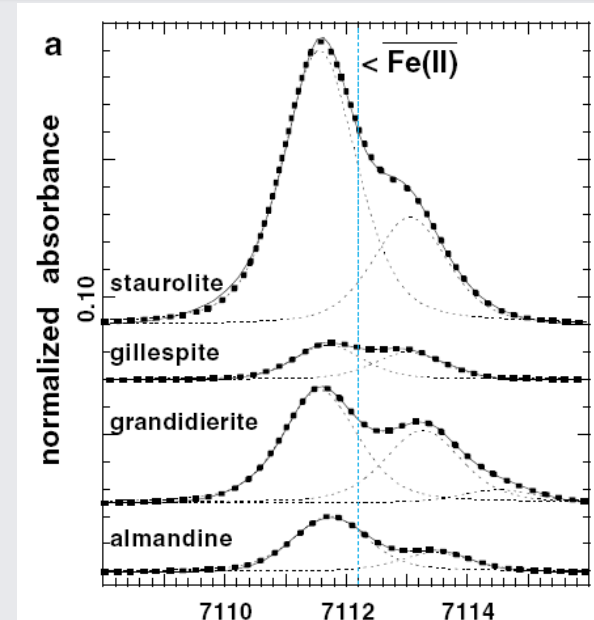 a
< Fe(II)
normalized absorbance
0.10
staurolite
gillespite
grandidierite
almandine
7110 7112 7114